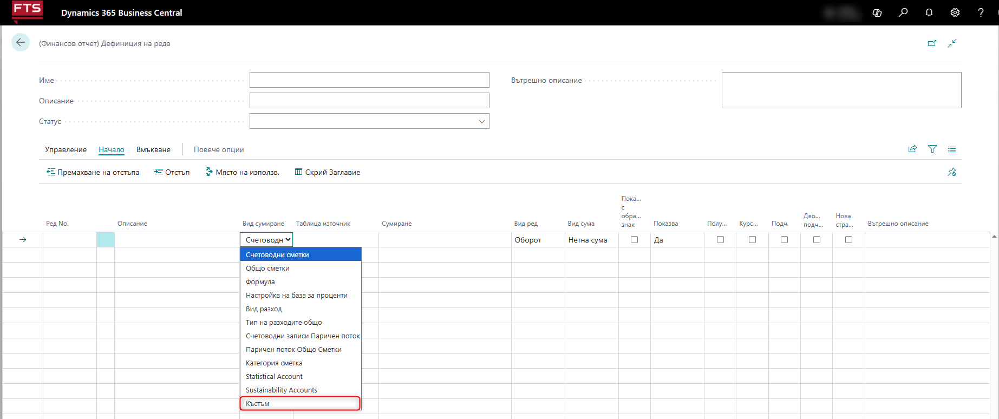 FTS
Dynamics 365 Business Central
?
(Финансов отчет) Дефиниция на реда
Име
Вътрешно описание
Описание
Статус
Управление
Начало
Вмъкване
Повече опции
Премахване на отстъпа
Отстъп
Място на използв.
Скрий Заглавие
Ред No.
Описание
Вид сумиране
Таблица източник
Сумиране
Вид ред
Вид сума
Пока...
с
обра...
знак
Показва
Полу...
Курс...
Подч.
Дво...
подч...
Нова
стра...
Вътрешно описание
Счетоводн
Оборот
Нетна сума
Да
Счетоводни сметки
Общо сметки
Формула
Настройка на база за проценти
Вид разход
Тип на разходите общо
Счетоводни записи Паричен поток
Паричен поток Общо Сметки
Категория сметка
Statistical Account
Sustainability Accounts
Къстъм